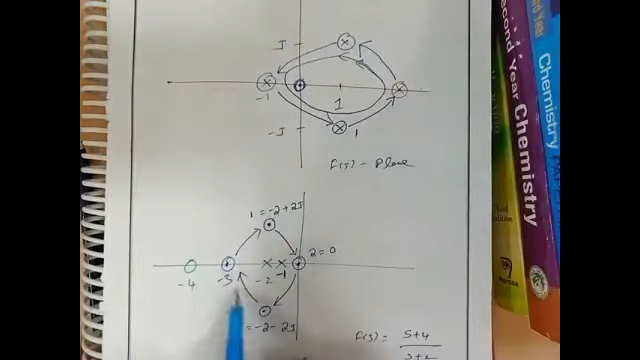 J
-1
1
-J
1
F(s) - Plane
1 = -2+2J
2=0
-4
-3
-2
-1
= -2-2J
F(s) = s+4
Second Year Chemistry
Chemistry